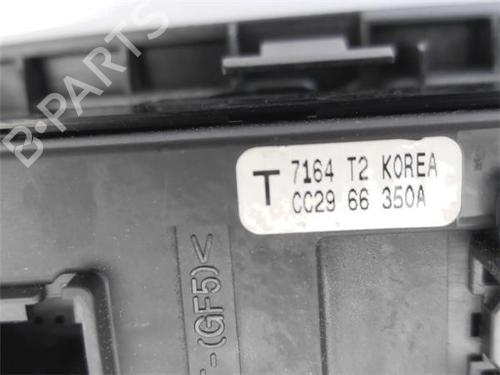 B-PARTS
T 7164 T2 KOREA
CC29 66 350A
-(GF5)<